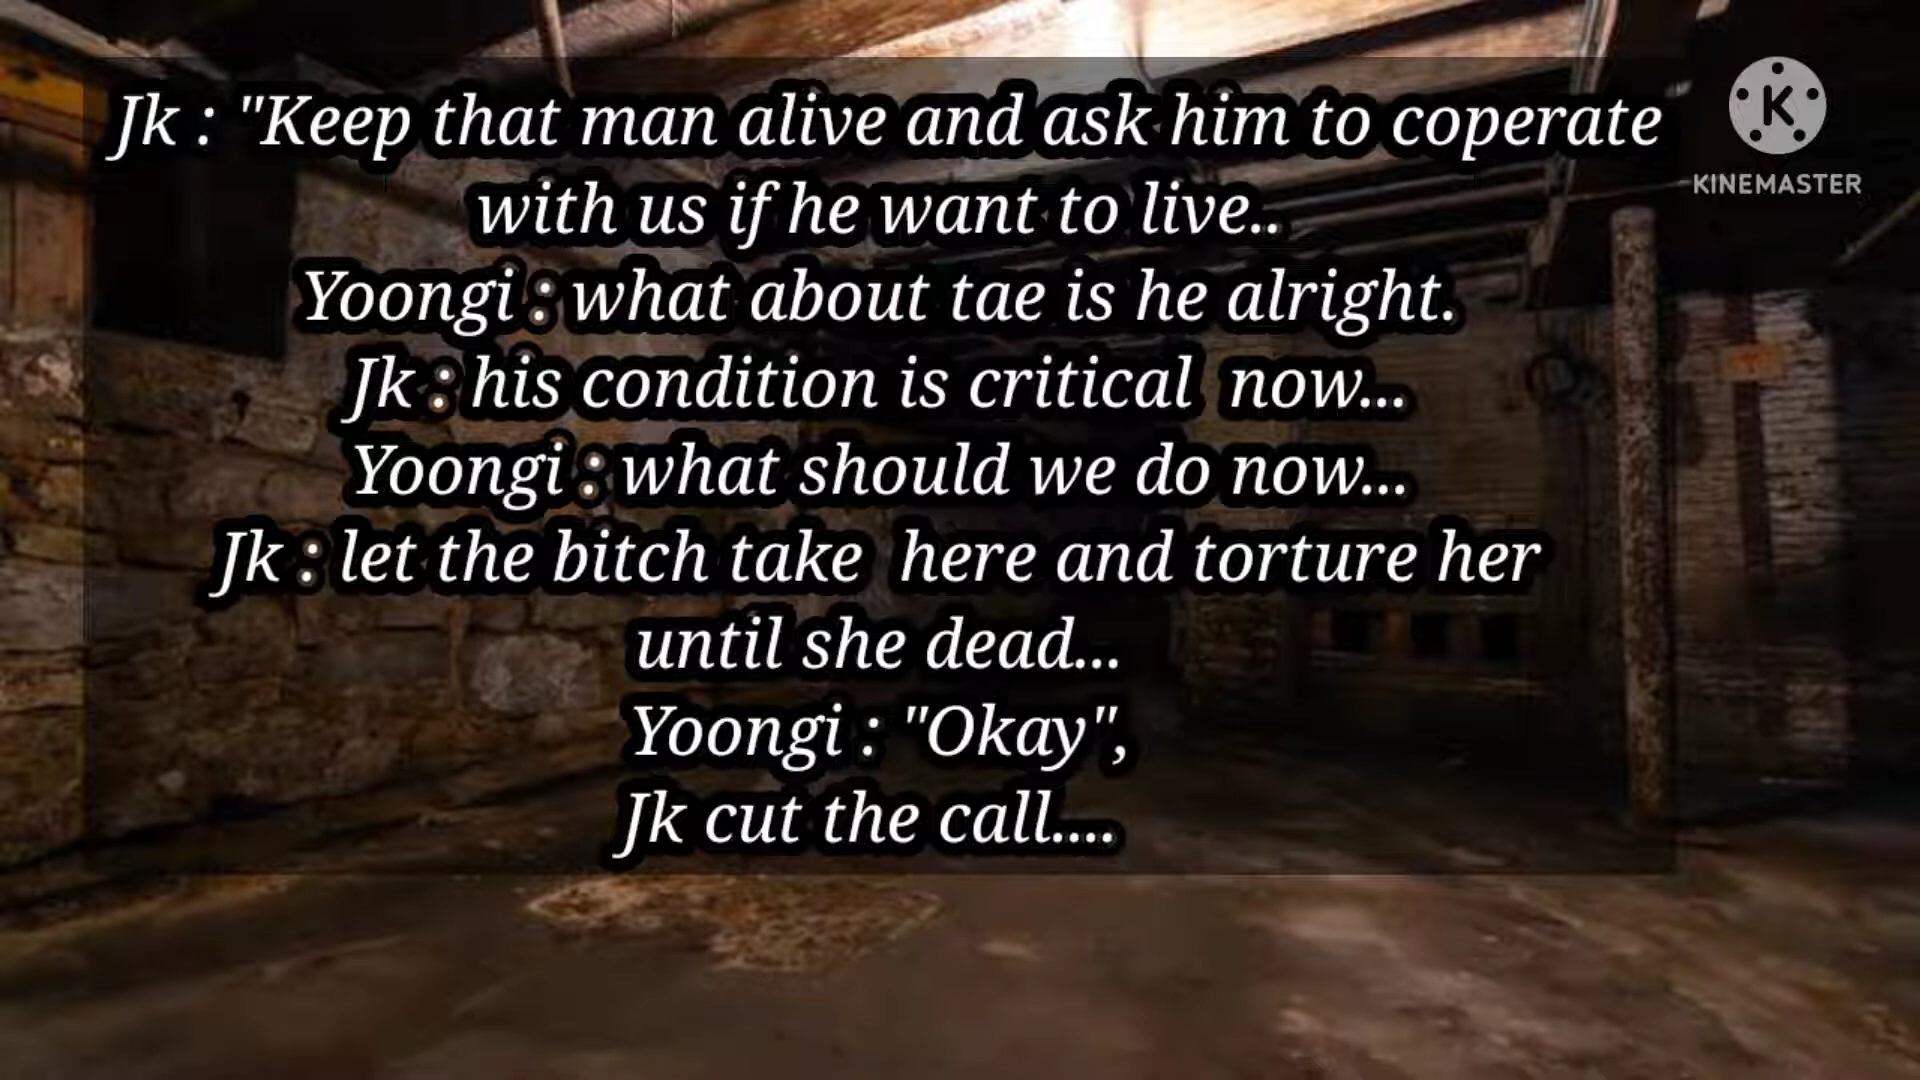 Jk : "Keep that man alive and ask him to coperate
with us if he want to live..
Yoongi : what about tae is he alright.
Jk : his condition is critical  now...
Yoongi : what should we do now...
Jk : let the bitch take  here and torture her
until she dead...
Yoongi : "Okay",
Jk cut the call....
K
KINEMASTER